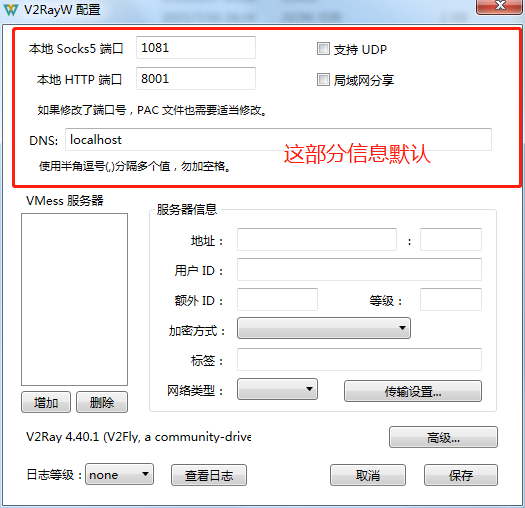 V2RayW 配置
本地 Socks5 端口 1081 支持 UDP
本地 HTTP 端口 8001 局域网分享
如果修改了端口号，PAC 文件也需要适当修改。
DNS: localhost
这部分信息默认
使用半角逗号(,)分隔多个值，勿加空格。
VMess 服务器
服务器信息
地址： :
用户 ID：
额外 ID： 等级：
加密方式：
标签：
网络类型： 传输设置...
增加 删除
V2Ray 4.40.1 (V2Fly, a community-drive
高级...
日志等级：none 查看日志 取消 保存